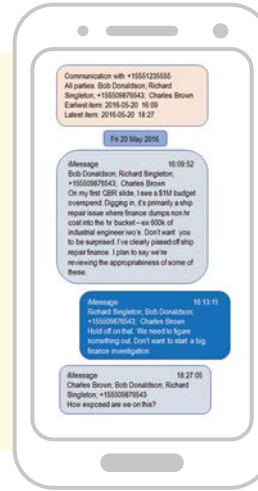 Communication with +15551235555
All parties: Bob Donaldson; Richard
Singleton; +155509876543; Charles Brown
Earliest item: 2016-05-20 16:09
Latest item: 2016-05-20 18:27
Fri 20 May 2016
iMessage 16:09:52
Bob Donaldson; Richard Singleton;
+155509876543; Charles Brown
On my first QBR slide, I see a $1M budget
overspend. Digging in, it's primarily a ship
repair issue where finance dumps non hr
cost into the hr bucket – ex 600k of
industrial engineer iwo's. Don't want you
to be surprised. I've clearly pissed off ship
repair finance. I plan to say we're
reviewing the appropriateness of some of
these.
iMessage 16:13:11
Richard Singleton; Bob Donaldson;
+155509876543; Charles Brown
Hold off on that. We need to figure
something out. Don't want to start a big
finance investigation.
iMessage 18:27:05
Charles Brown; Bob Donaldson; Richard
Singleton; +155509876543
How exposed are we on this?